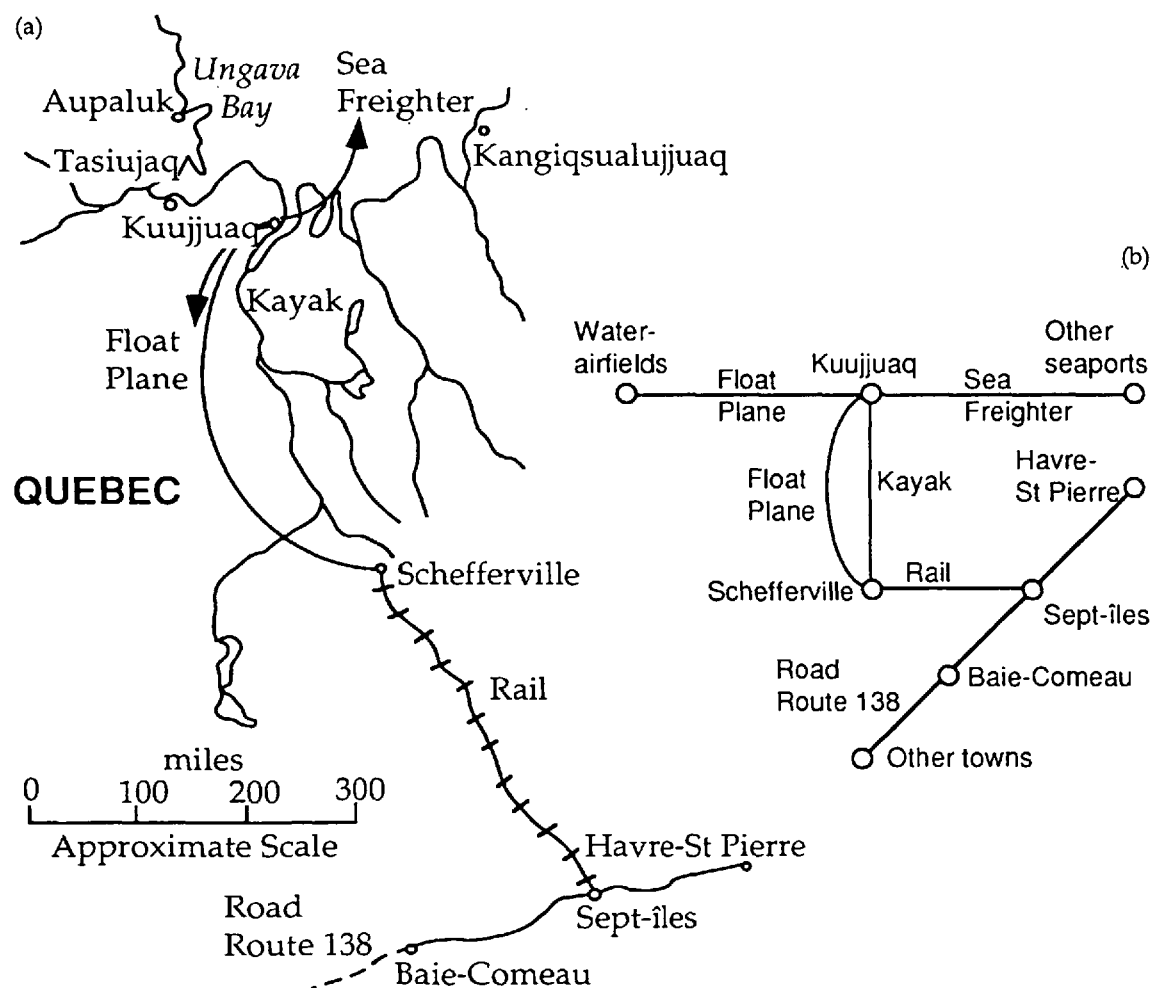 (a)
Ungava
Bay
Sea
Freighter
Aupaluk
Kangiqsualujjuaq
Tasiujaq
Kuujjuaq
Kayak
Float
Plane
QUEBEC
Schefferville
Rail
miles
0 100 200 300
Approximate Scale
Havre-St Pierre
Sept-îles
Road
Route 138
Baie-Comeau
(b)
Water-
airfields
Kuujjuaq
Other
seaports
Float
Plane
Sea
Freighter
Havre-
St Pierre
Float
Plane
Kayak
Schefferville
Rail
Sept-îles
Road
Route 138
Baie-Comeau
Other towns